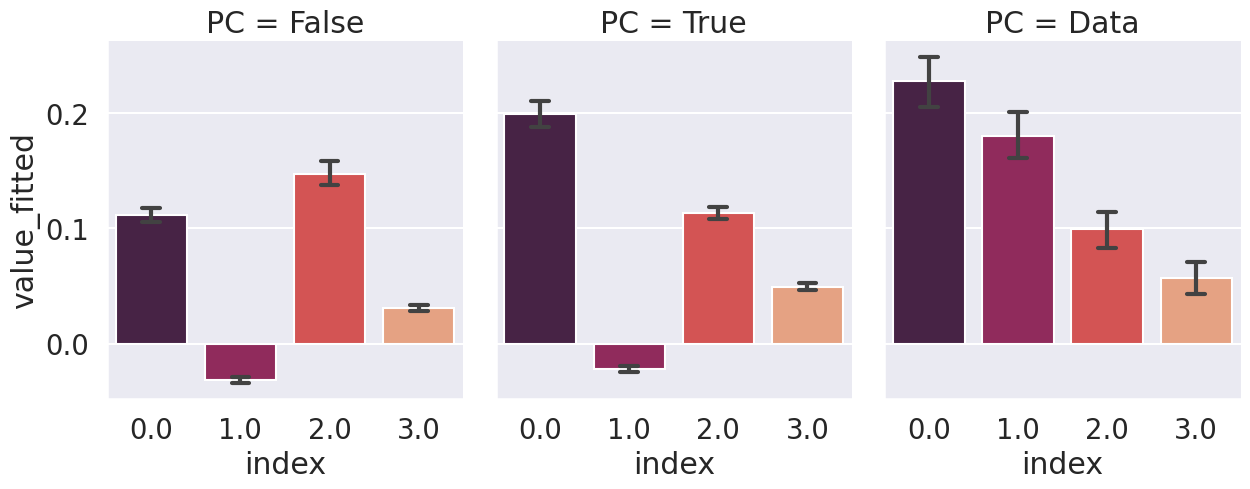 PC = False
PC = True
PC = Data
value_fitted
0.2
0.1
0.0
0.0 1.0 2.0 3.0
0.0 1.0 2.0 3.0
0.0 1.0 2.0 3.0
index
index
index